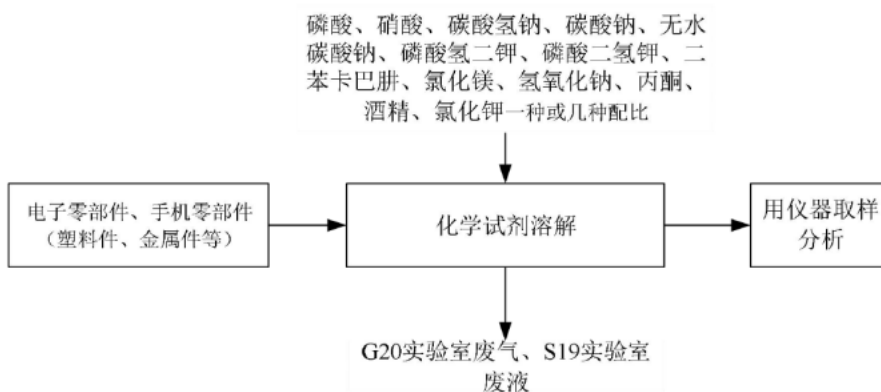 磷酸、硝酸、碳酸氢钠、碳酸钠、无水
碳酸钠、磷酸氢二钾、磷酸二氢钾、二
苯卡巴肼、氯化镁、氢氧化钠、丙酮、
酒精、氯化钾一种或几种配比
电子零部件、手机零部件
（塑料件、金属件等）
化学试剂溶解
用仪器取样
分析
G20实验室废气、S19实验室
废液